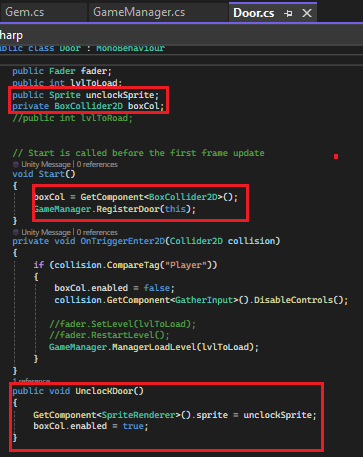 Gem.cs
GameManager.cs
Door.cs
harp
public class Door : MonoBehaviour
public Fader fader;
public int lvlToLoad;
public Sprite unclockSprite;
private BoxCollider2D boxCol;
//public int lvlToRoad;
// Start is called before the first frame update
Unity Message | 0 references
void Start()
{
boxCol = GetComponent<BoxCollider2D>();
GameManager.RegisterDoor(this);
}
Unity Message | 0 references
private void OnTriggerEnter2D(Collider2D collision)
{
if (collision.CompareTag("Player"))
{
boxCol.enabled = false;
collision.GetComponent<GatherInput>().DisableControls();
//fader.SetLevel(lvlToLoad);
//fader.RestartLevel();
GameManager.ManagerLoadLevel(lvlToLoad);
}
}
1 reference
public void UnclockDoor()
{
GetComponent<SpriteRenderer>().sprite = unclockSprite;
boxCol.enabled = true;
}